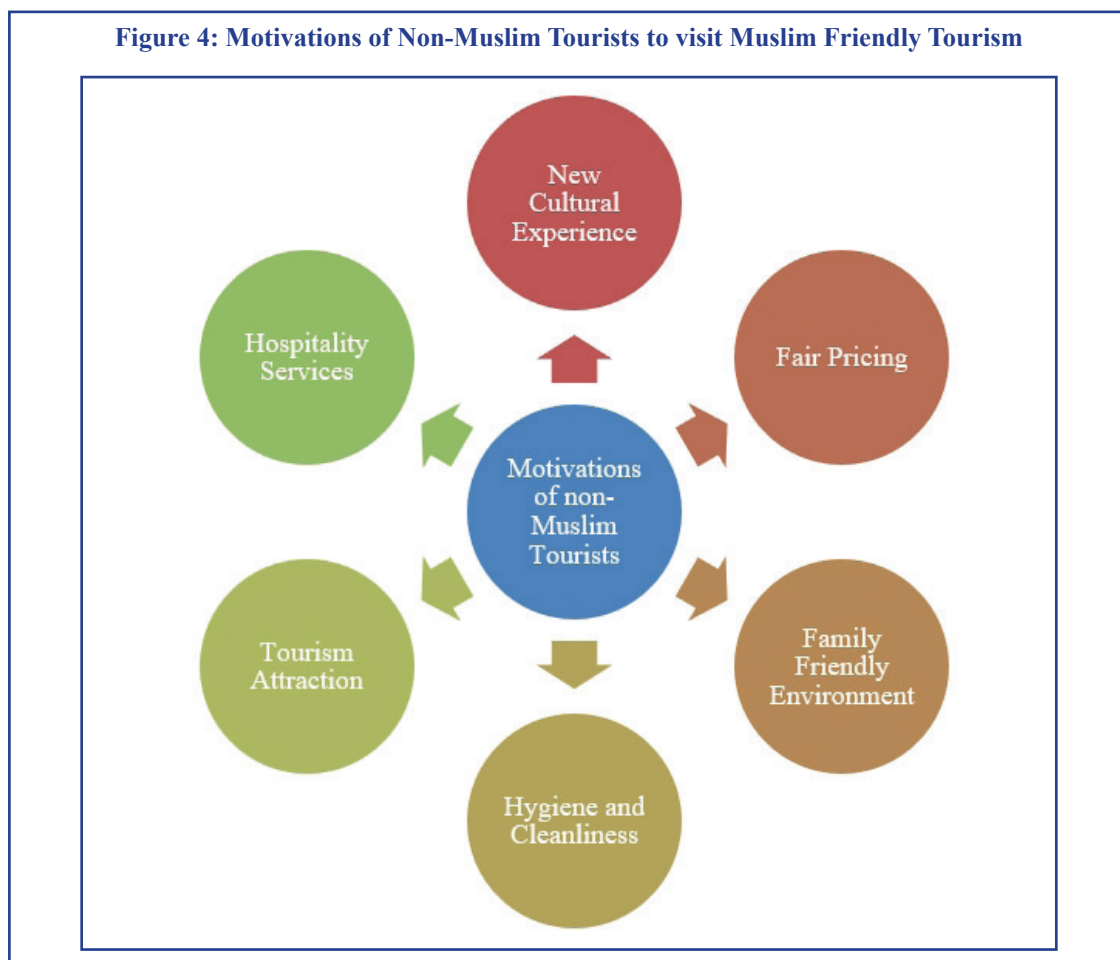 Figure 4: Motivations of Non-Muslim Tourists to visit Muslim Friendly Tourism
New
Cultural
Experience
Hospitality
Services
Fair Pricing
Motivations
of non-
Muslim
Tourists
Tourism
Attraction
Family
Friendly
Environment
Hygiene and
Cleanliness